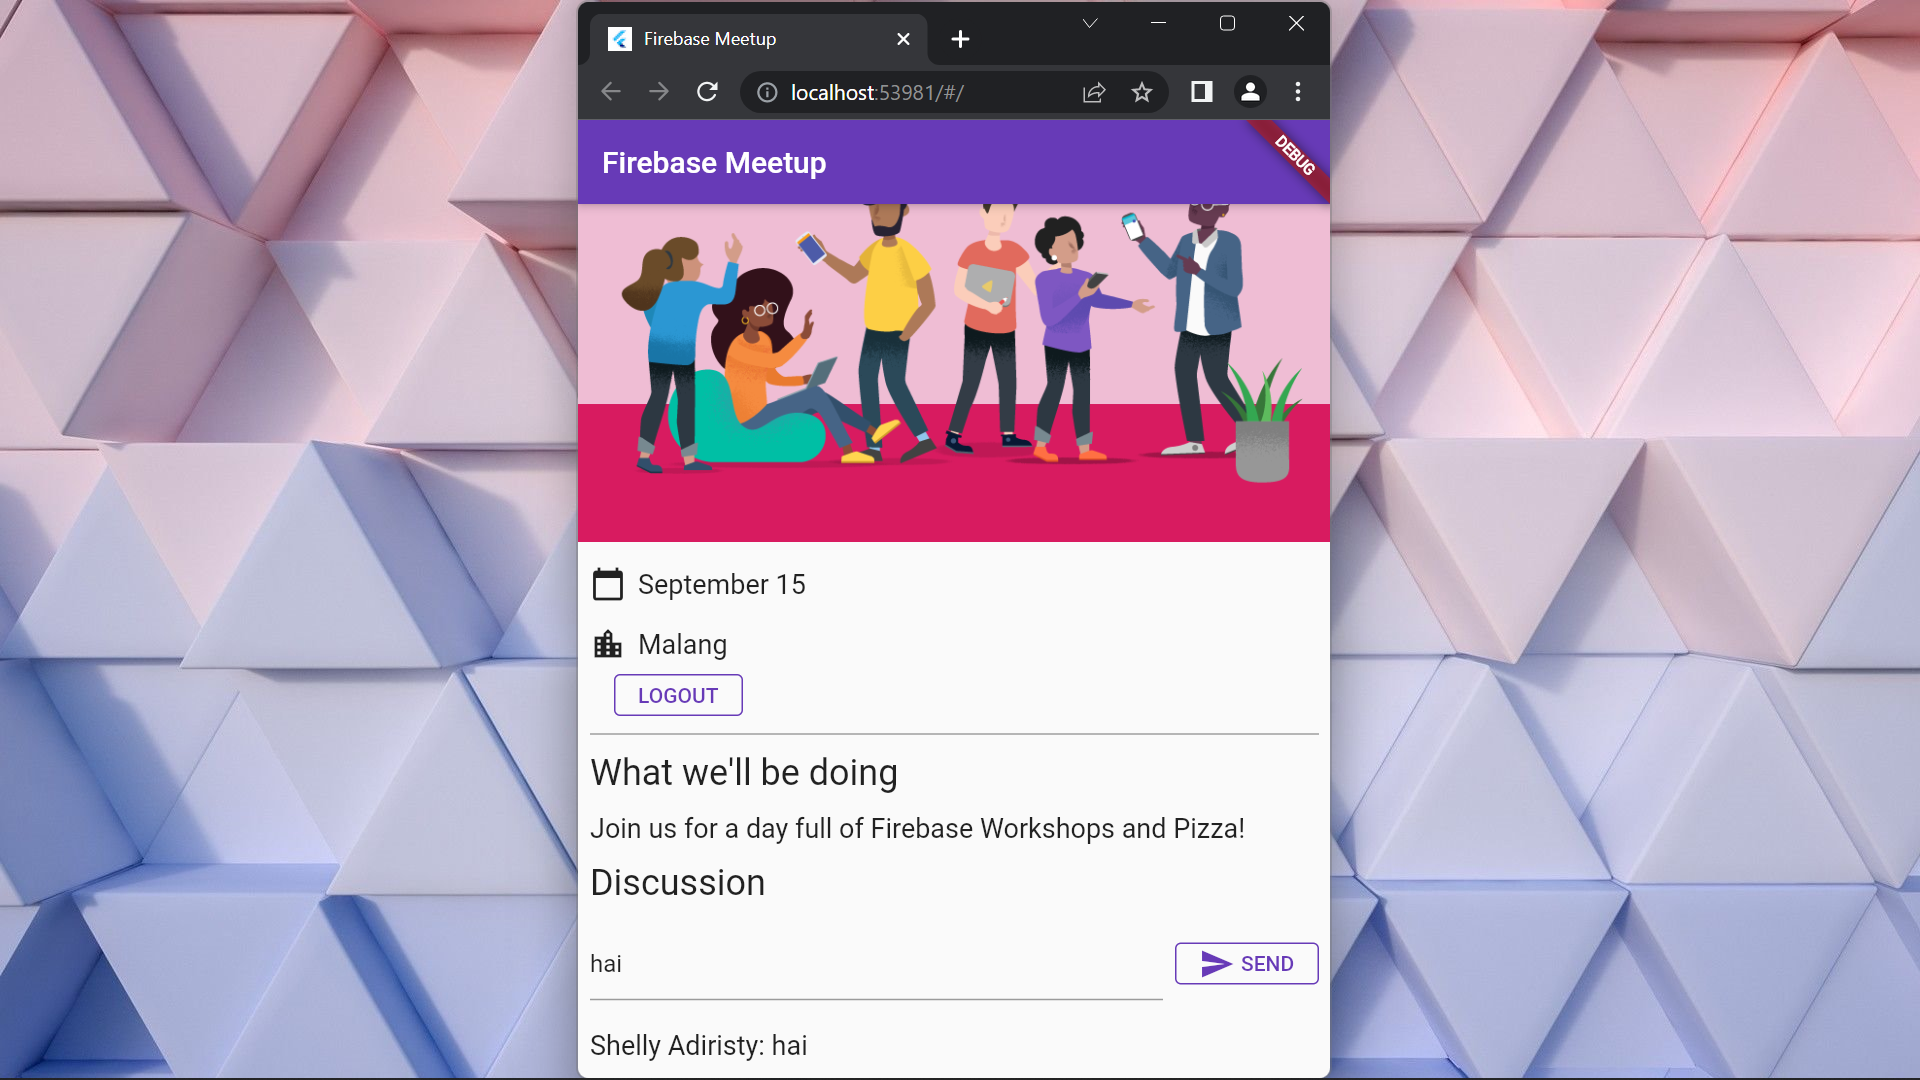 Firebase Meetup
localhost:53981/#/
Firebase Meetup
DEBUG
September 15
Malang
LOGOUT
What we'll be doing
Join us for a day full of Firebase Workshops and Pizza!
Discussion
hai
SEND
Shelly Adiristy: hai